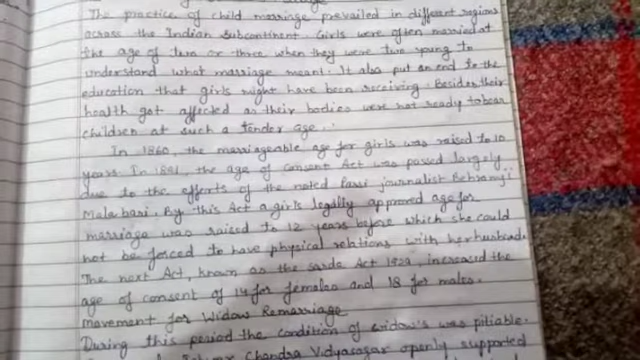 The practice of child marriage prevailed in different regions
across the Indian Subcontinent. Girls were often married at
the age of two or three when they were two young to
understand what marriage meant. It also put an end to the
education that girls might have been receiving. Besides their
health got affected as their bodies were not ready to bear
children at such a tender age.
In 1860, the marriageable age for girls was raised to 10
years. In 1891, the age of Consent Act was passed largely
due to the efforts of the noted Parsi journalist Behramji
Malabari. By this Act a girls legally approved age for
marriage was raised to 12 years before which she could
not be forced to have physical relations with her husband.
The next Act, known as the sarda Act 1929, increased the
age of consent of 14 for females and 18 for males.
movement for Widow Remarriage
During this period the condition of widow's was pitiable.
Chandra Vidyasagar openly supported